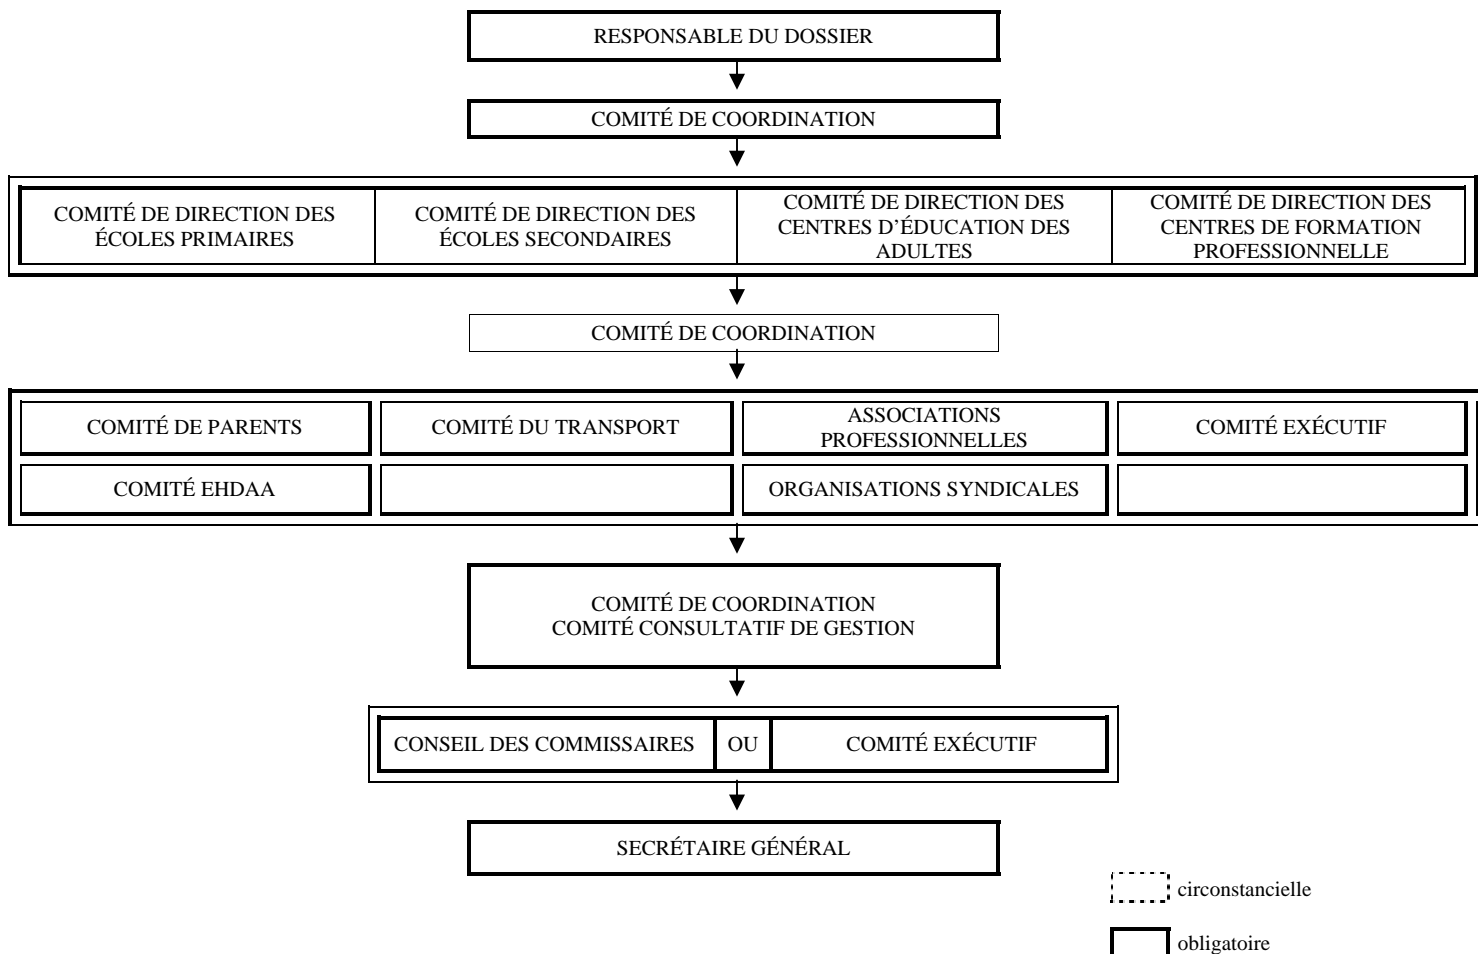 RESPONSABLE DU DOSSIER
COMITÉ DE COORDINATION
COMITÉ DE DIRECTION DES
ÉCOLES PRIMAIRES
COMITÉ DE DIRECTION DES
ÉCOLES SECONDAIRES
COMITÉ DE DIRECTION DES
CENTRES D'ÉDUCATION DES
ADULTES
COMITÉ DE DIRECTION DES
CENTRES DE FORMATION
PROFESSIONNELLE
COMITÉ DE COORDINATION
COMITÉ DE PARENTS
COMITÉ DU TRANSPORT
ASSOCIATIONS
PROFESSIONNELLES
COMITÉ EXÉCUTIF
COMITÉ EHDAA
ORGANISATIONS SYNDICALES
COMITÉ DE COORDINATION
COMITÉ CONSULTATIF DE GESTION
CONSEIL DES COMMISSAIRES
OU
COMITÉ EXÉCUTIF
SECRÉTAIRE GÉNÉRAL
circonstancielle
obligatoire